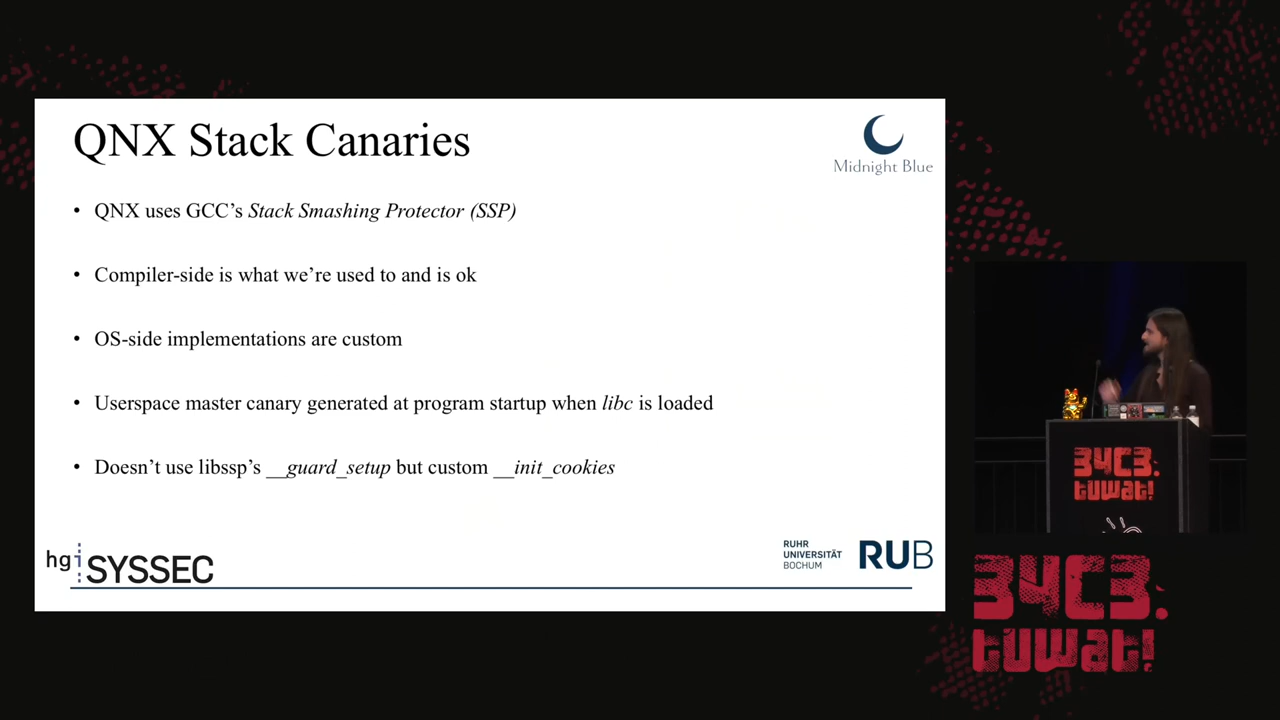 QNX Stack Canaries
Midnight Blue
• QNX uses GCC’s Stack Smashing Protector (SSP)
• Compiler-side is what we’re used to and is ok
• OS-side implementations are custom
• Userspace master canary generated at program startup when libc is loaded
• Doesn’t use libssp’s __guard_setup but custom __init_cookies
hgi SYSSEC
RUHR
UNIVERSITÄT
BOCHUM
RUB
34C3.
tuwat!
34C3.
tuwat!